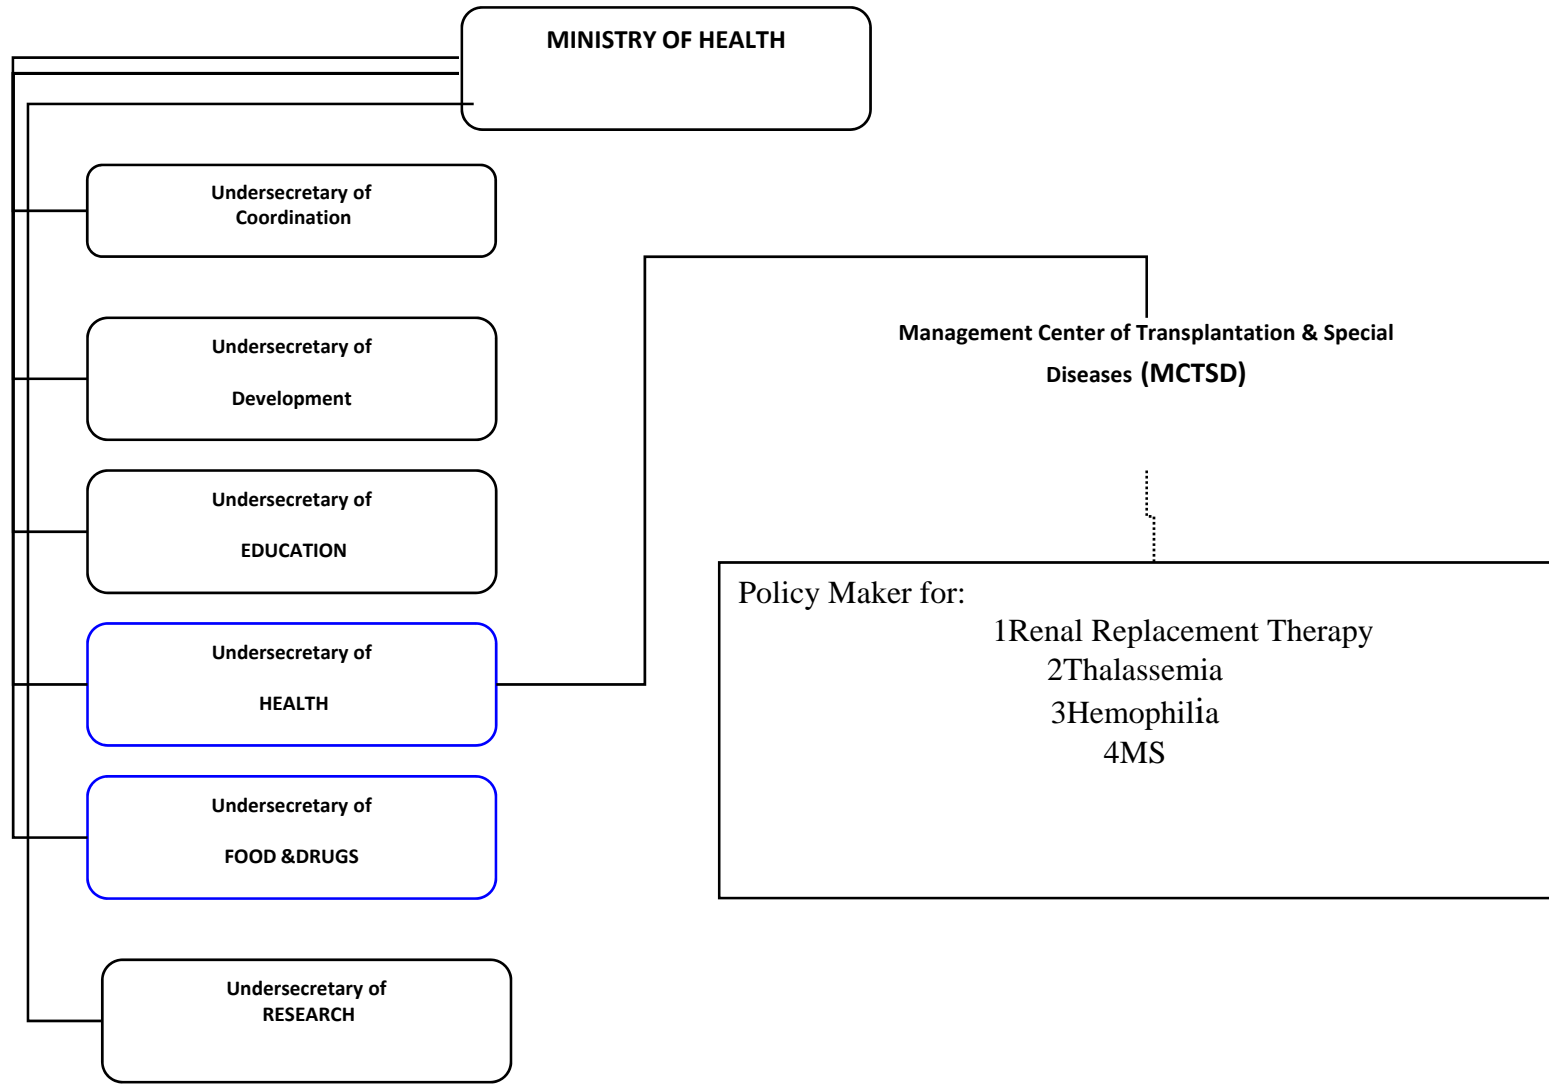 MINISTRY OF HEALTH
Undersecretary of
Coordination
Undersecretary of
Development
Undersecretary of
EDUCATION
Undersecretary of
HEALTH
Undersecretary of
FOOD &DRUGS
Undersecretary of
RESEARCH
Management Center of Transplantation & Special
Diseases (MCTSD)
Policy Maker for:
1Renal Replacement Therapy
2Thalassemia
3Hemophilia
4MS